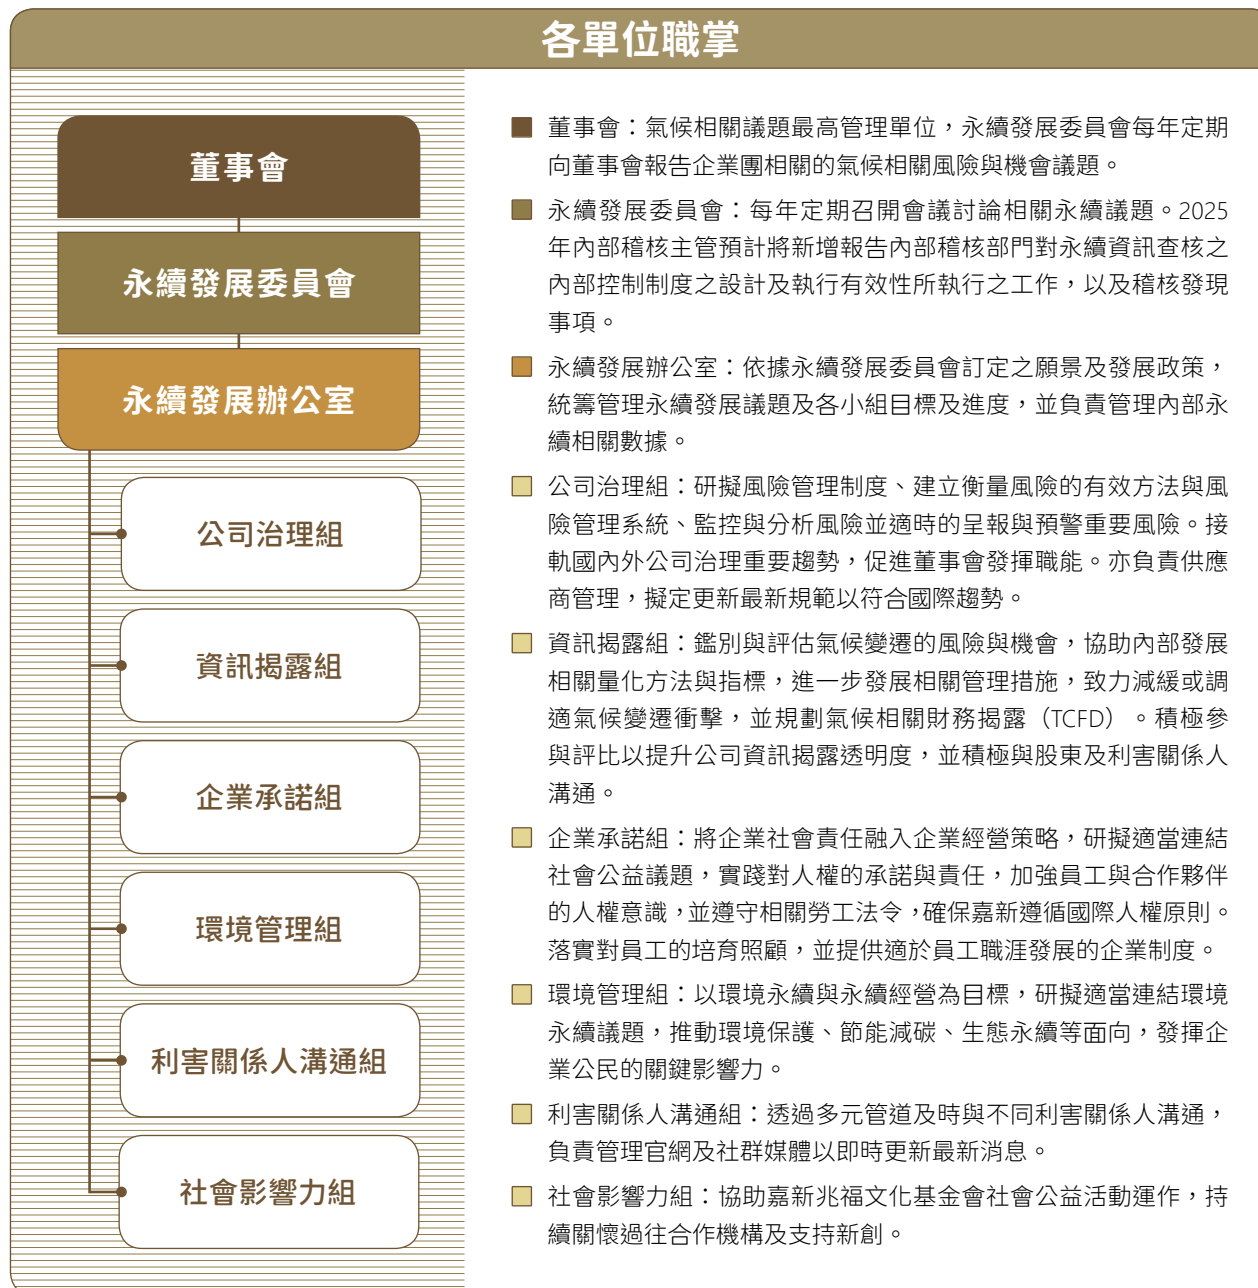 各單位職掌
董事會
永續發展委員會
永續發展辦公室
公司治理組
資訊揭露組
企業承諾組
環境管理組
利害關係人溝通組
社會影響力組
董事會：氣候相關議題最高管理單位，永續發展委員會每年定期
向董事會報告企業團相關的氣候相關風險與機會議題。
永續發展委員會：每年定期召開會議討論相關永續議題。2025
年內部稽核主管預計將新增報告內部稽核部門對永續資訊查核之
內部控制制度之設計及執行有效性所執行之工作，以及稽核發現
事項。
永續發展辦公室：依據永續發展委員會訂定之願景及發展政策，
統籌管理永續發展議題及各小組目標及進度，並負責管理內部永
續相關數據。
公司治理組：研擬風險管理制度、建立衡量風險的有效方法與風
險管理系統、監控與分析風險並適時的呈報與預警重要風險。接
軌國內外公司治理重要趨勢，促進董事會發揮職能。亦負責供應
商管理，擬定更新最新規範以符合國際趨勢。
資訊揭露組：鑑別與評估氣候變遷的風險與機會，協助內部發展
相關量化方法與指標，進一步發展相關管理措施，致力減緩或調
適氣候變遷衝擊，並規劃氣候相關財務揭露（TCFD）。積極參
與評比以提升公司資訊揭露透明度，並積極與股東及利害關係人
溝通。
企業承諾組：將企業社會責任融入企業經營策略，研擬適當連結
社會公益議題，實踐對人權的承諾與責任，加強員工與合作夥伴
的人權意識，並遵守相關勞工法令，確保嘉新遵循國際人權原則。
落實對員工的培育照顧，並提供適於員工職涯發展的企業制度。
環境管理組：以環境永續與永續經營為目標，研擬適當連結環境
永續議題，推動環境保護、節能減碳、生態永續等面向，發揮企
業公民的關鍵影響力。
利害關係人溝通組：透過多元管道及時與不同利害關係人溝通，
負責管理官網及社群媒體以即時更新最新消息。
社會影響力組：協助嘉新兆福文化基金會社會公益活動運作，持
續關懷過往合作機構及支持新創。